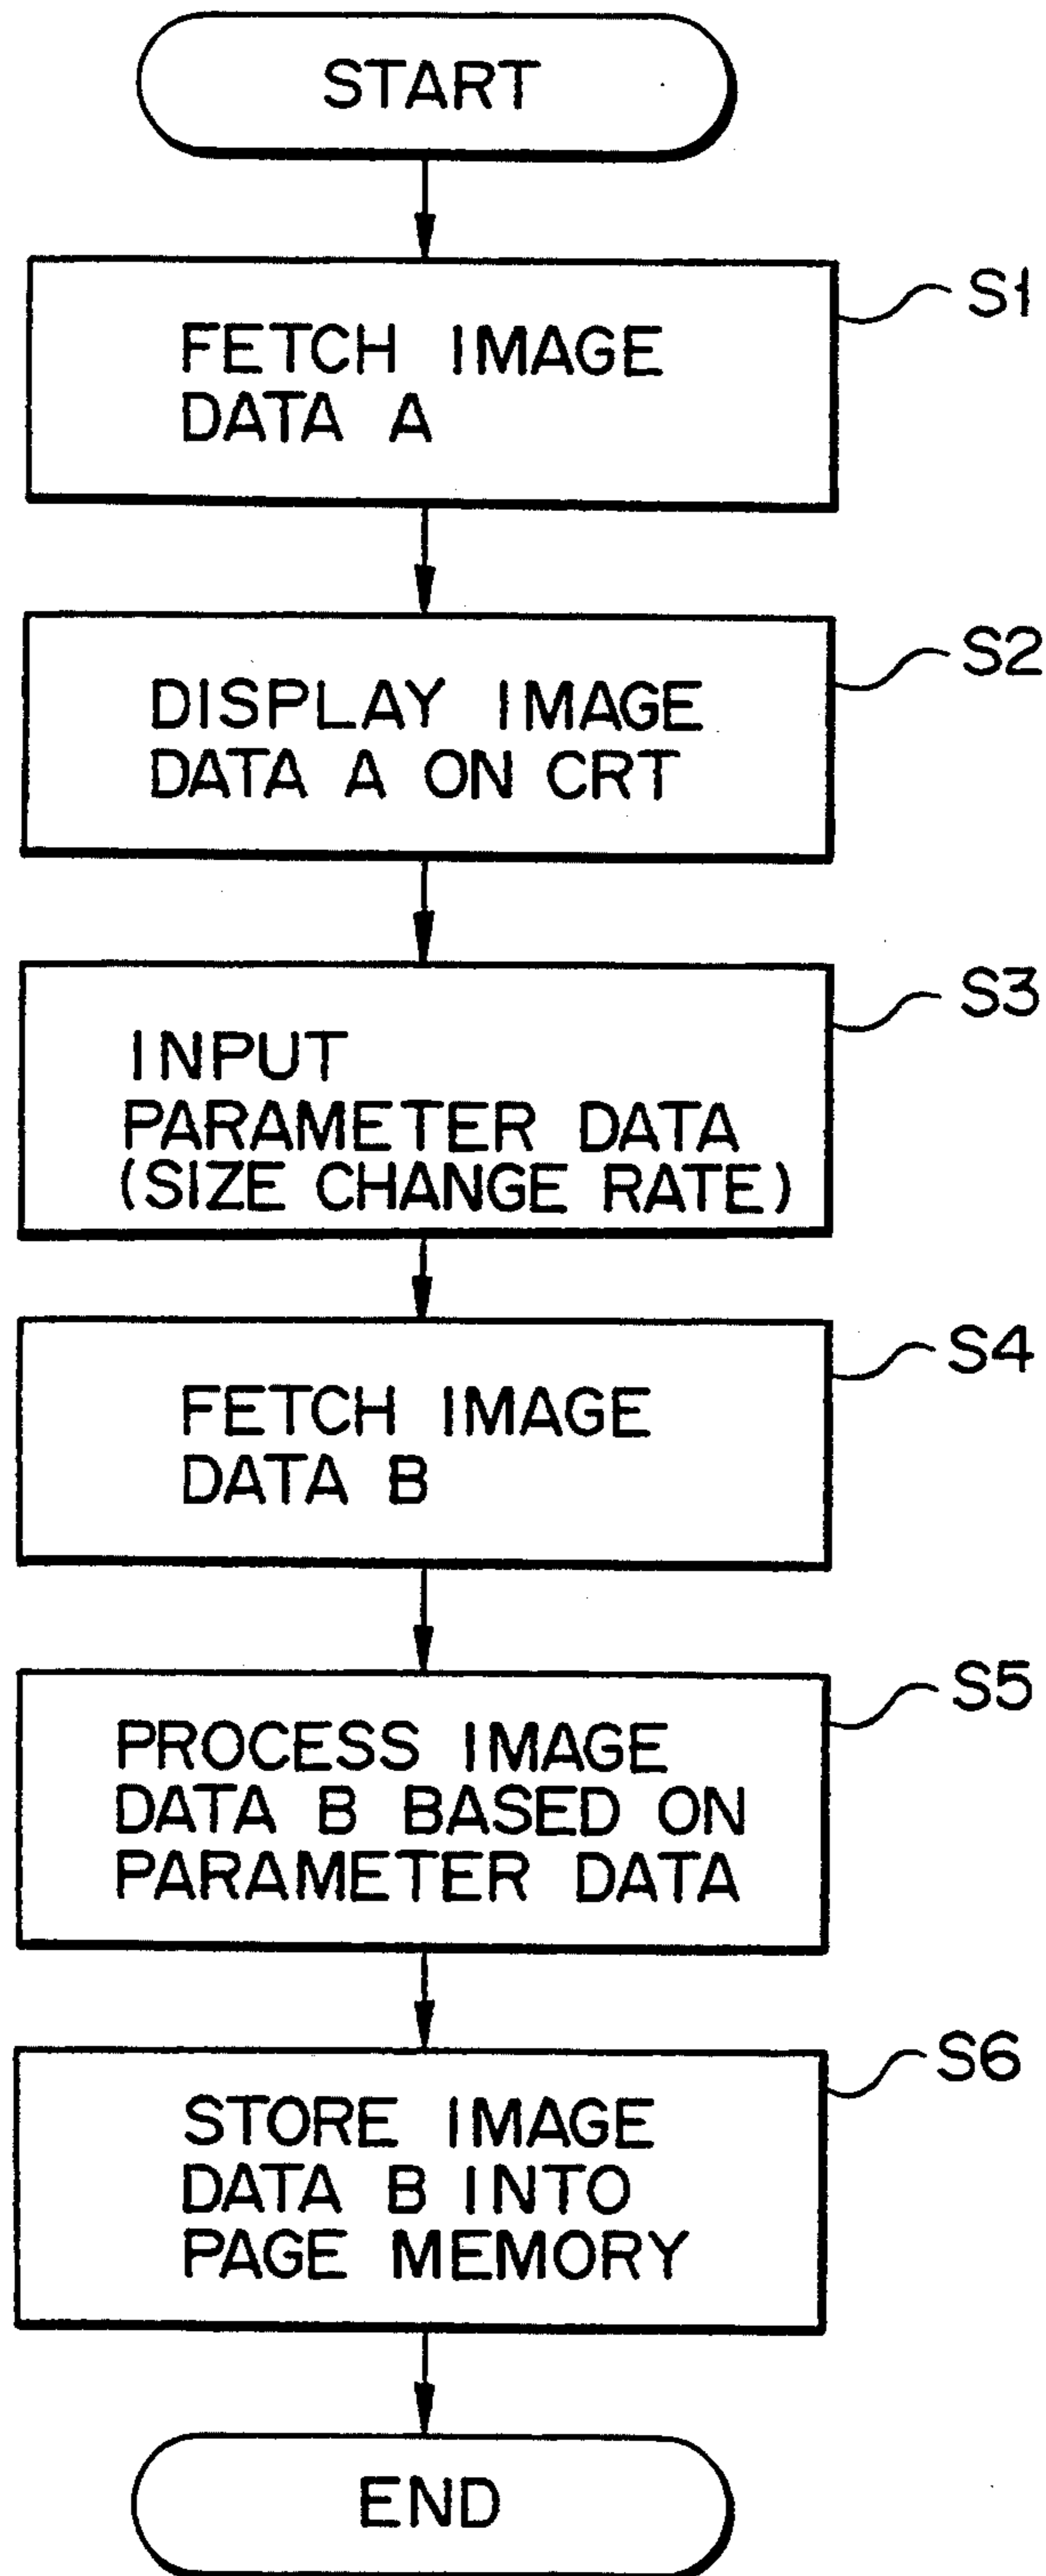 START
S1
FETCH IMAGE
DATA A
S2
DISPLAY IMAGE
DATA A ON CRT
S3
INPUT
PARAMETER DATA
(SIZE CHANGE RATE)
S4
FETCH IMAGE
DATA B
S5
PROCESS IMAGE
DATA B BASED ON
PARAMETER DATA
S6
STORE IMAGE
DATA B INTO
PAGE MEMORY
END